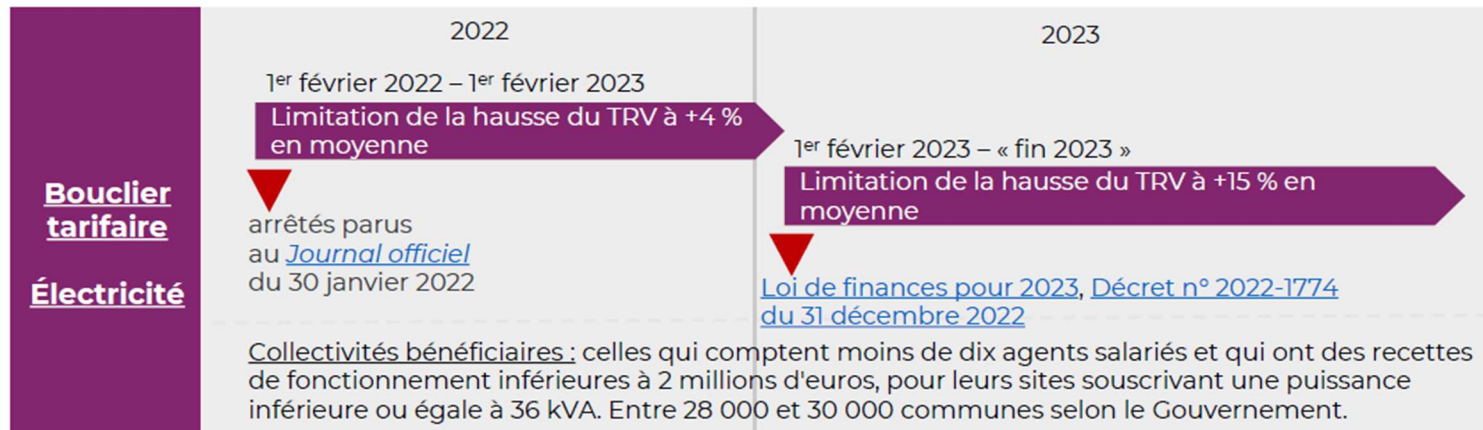 Bouclier
tarifaire
Électricité
2022
2023
1er février 2022 – 1er février 2023
Limitation de la hausse du TRV à +4 %
en moyenne
arrêtés parus
au Journal officiel
du 30 janvier 2022
1er février 2023 – « fin 2023 »
Limitation de la hausse du TRV à +15 % en
moyenne
Loi de finances pour 2023, Décret n° 2022-1774
du 31 décembre 2022
Collectivités bénéficiaires : celles qui comptent moins de dix agents salariés et qui ont des recettes
de fonctionnement inférieures à 2 millions d'euros, pour leurs sites souscrivant une puissance
inférieure ou égale à 36 kVA. Entre 28 000 et 30 000 communes selon le Gouvernement.